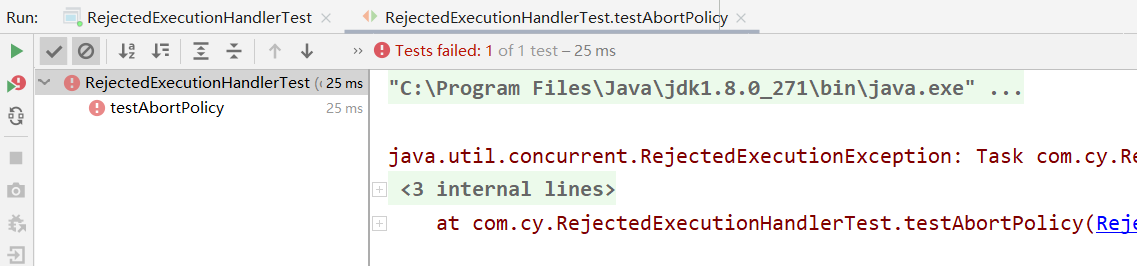 Run: RejectedExecutionHandlerTest × RejectedExecutionHandlerTest.testAbortPolicy ×
>> Tests failed: 1 of 1 test – 25 ms
RejectedExecutionHandlerTest (c 25 ms
testAbortPolicy 25 ms
"C:\Program Files\Java\jdk1.8.0_271\bin\java.exe" ...
java.util.concurrent.RejectedExecutionException: Task com.cy.Re
<3 internal lines>
at com.cy.RejectedExecutionHandlerTest.testAbortPolicy(Reje